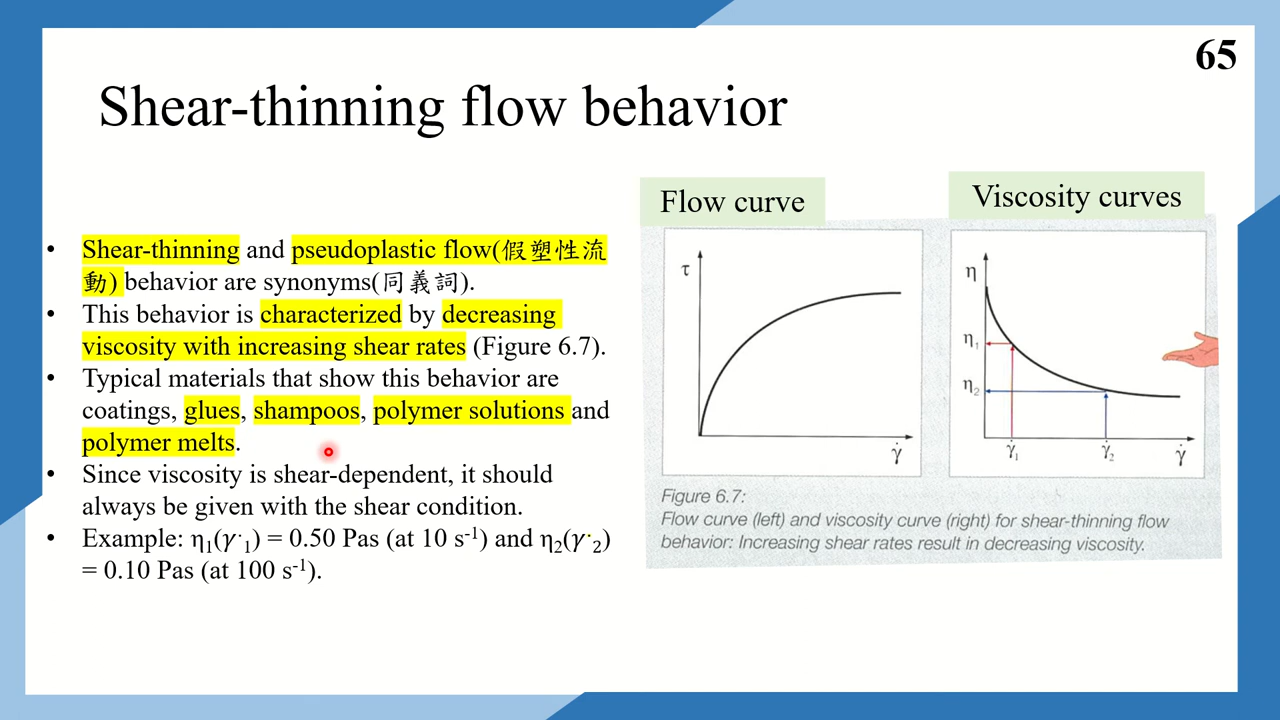 65
Shear-thinning flow behavior
• Shear-thinning and pseudoplastic flow(假塑性流
動) behavior are synonyms(同義詞).
• This behavior is characterized by decreasing
viscosity with increasing shear rates (Figure 6.7).
• Typical materials that show this behavior are
coatings, glues, shampoos, polymer solutions and
polymer melts.
• Since viscosity is shear-dependent, it should
always be given with the shear condition.
• Example: η₁(γ˙₁) = 0.50 Pas (at 10 s⁻¹) and η₂(γ˙₂)
= 0.10 Pas (at 100 s⁻¹).
Flow curve
τ
γ̇
Viscosity curves
η
η₁
η₂
γ̇₁
γ̇₂
γ̇
Figure 6.7:
Flow curve (left) and viscosity curve (right) for shear-thinning flow
behavior: Increasing shear rates result in decreasing viscosity.